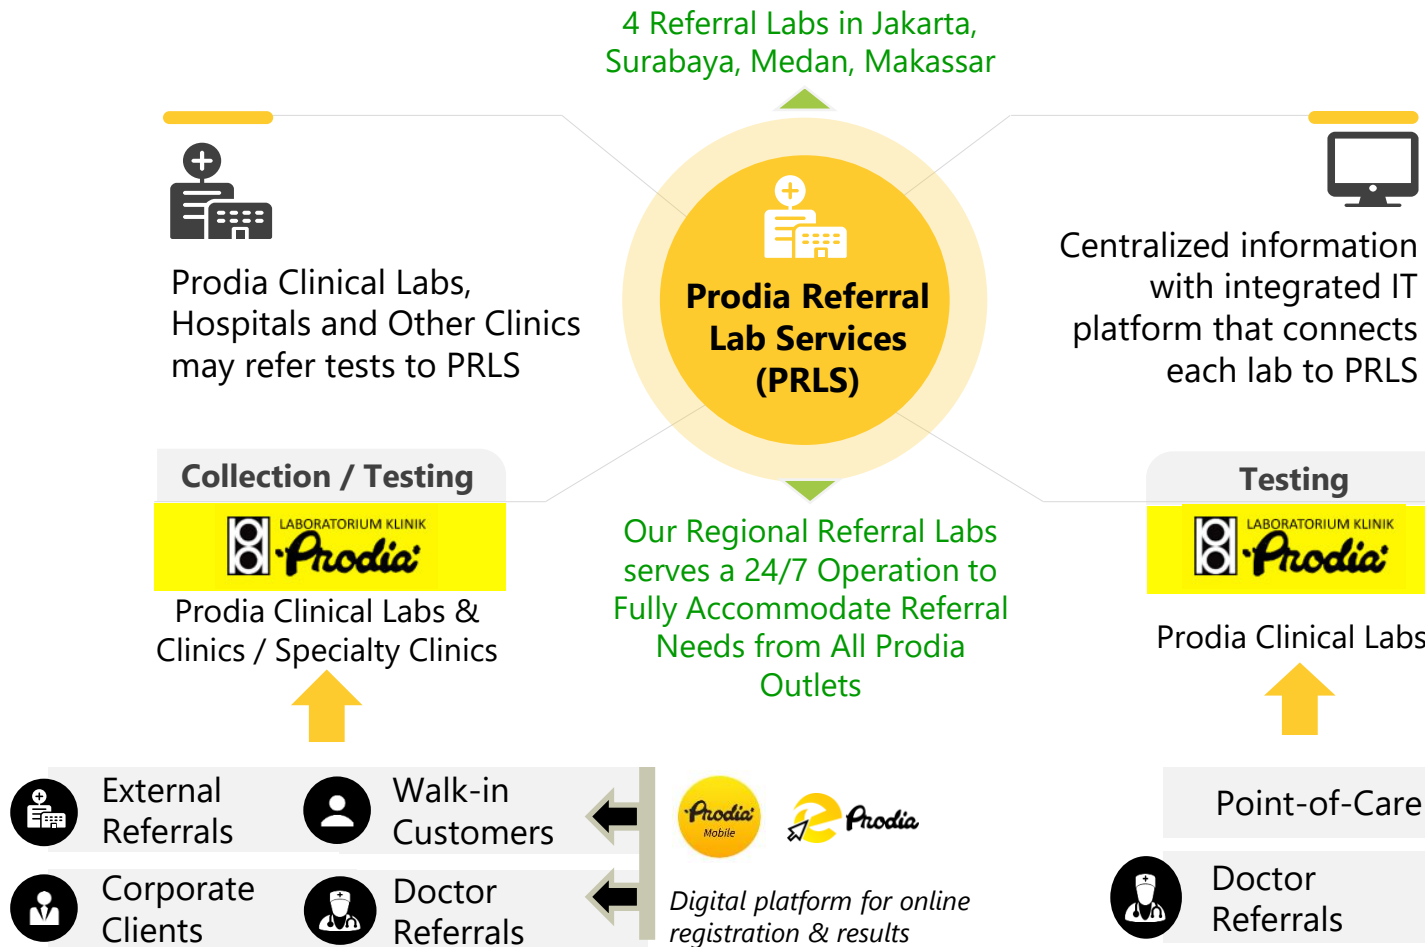 4 Referral Labs in Jakarta,
Surabaya, Medan, Makassar
Prodia Clinical Labs,
Hospitals and Other Clinics
may refer tests to PRLS
Prodia Referral
Lab Services
(PRLS)
Centralized information
with integrated IT
platform that connects
each lab to PRLS
Collection / Testing
LABORATORIUM KLINIK
Prodia
Prodia Clinical Labs &
Clinics / Specialty Clinics
Our Regional Referral Labs
serves a 24/7 Operation to
Fully Accommodate Referral
Needs from All Prodia
Outlets
Testing
LABORATORIUM KLINIK
Prodia
Prodia Clinical Labs
External
Referrals
Walk-in
Customers
Corporate
Clients
Doctor
Referrals
Prodia
Mobile
e Prodia
Digital platform for online
registration & results
Point-of-Care
Doctor
Referrals